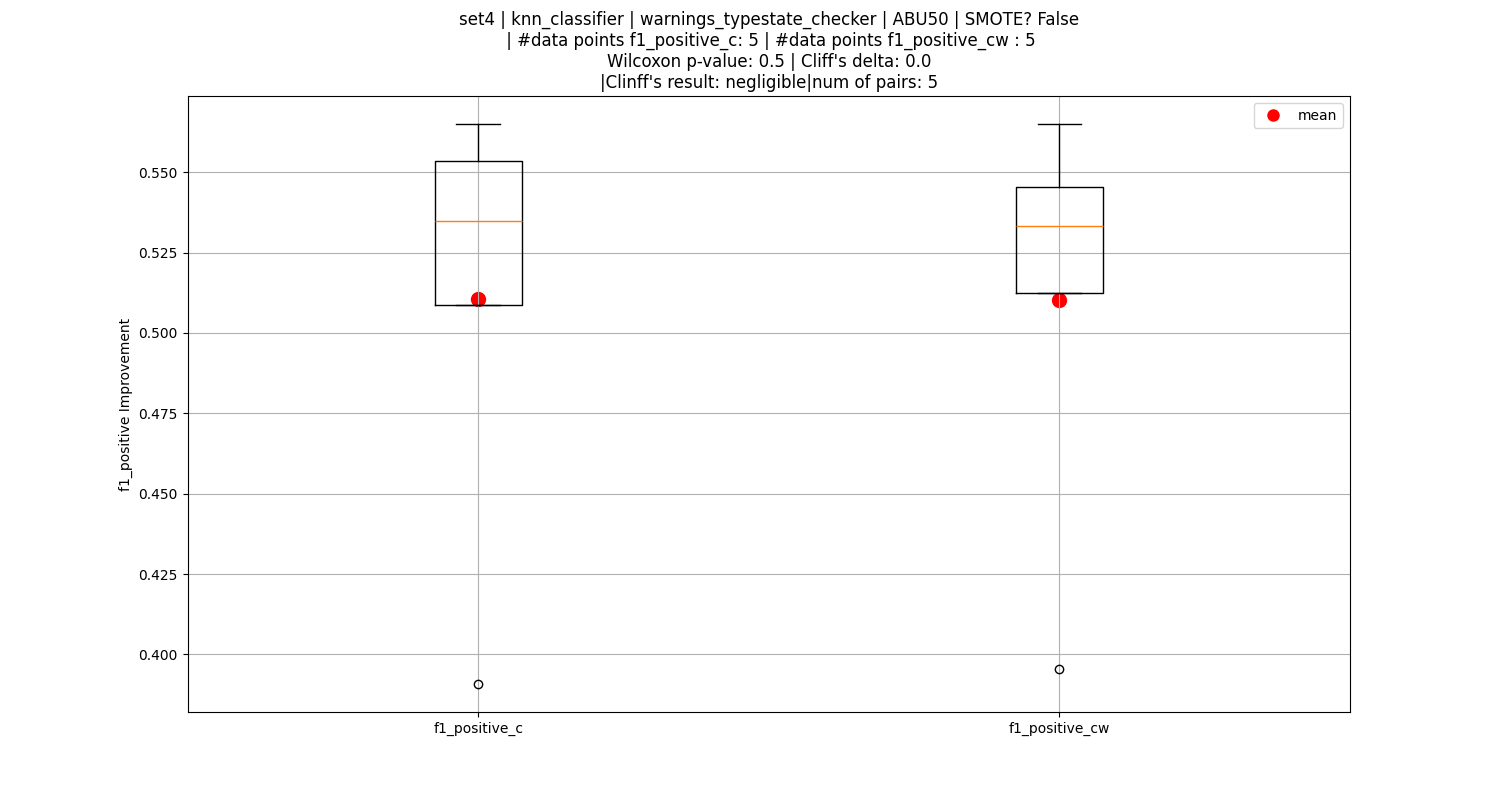 set4 | knn_classifier | warnings_typestate_checker | ABU50 | SMOTE? False
| #data points f1_positive_c: 5 | #data points f1_positive_cw : 5
Wilcoxon p-value: 0.5 | Cliff's delta: 0.0
|Clinff's result: negligible|num of pairs: 5
mean
0.550
0.525
0.500
0.475
0.450
0.425
0.400
f1_positive Improvement
f1_positive_c
f1_positive_cw